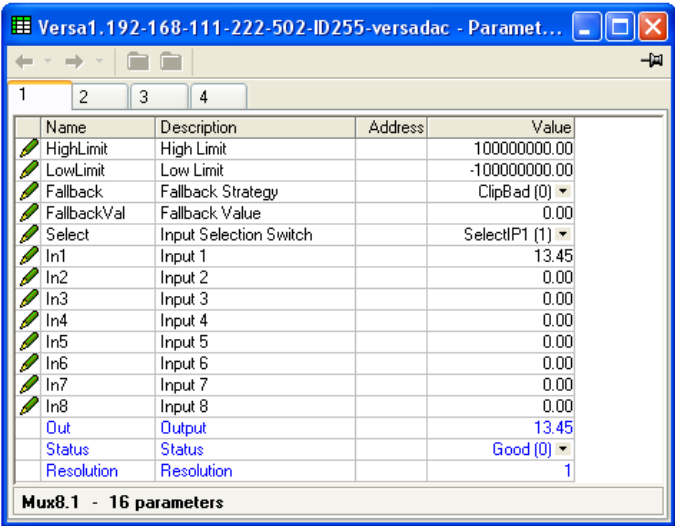 Versa1.192-168-111-222-502-ID255-versadac - Paramet...
1 2 3 4
Name Description Address Value
HighLimit High Limit 100000000.00
LowLimit Low Limit -100000000.00
Fallback Fallback Strategy ClipBad (0)
FallbackVal Fallback Value 0.00
Select Input Selection Switch SelectIP1 (1)
In1 Input 1 13.45
In2 Input 2 0.00
In3 Input 3 0.00
In4 Input 4 0.00
In5 Input 5 0.00
In6 Input 6 0.00
In7 Input 7 0.00
In8 Input 8 0.00
Out Output 13.45
Status Status Good (0)
Resolution Resolution 1
Mux8.1 - 16 parameters